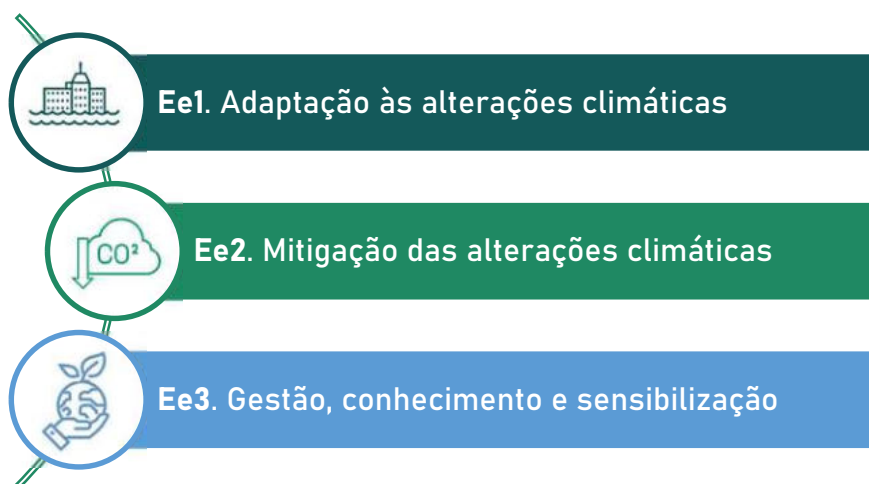 Ee1. Adaptação às alterações climáticas
CO²
Ee2. Mitigação das alterações climáticas
Ee3. Gestão, conhecimento e sensibilização